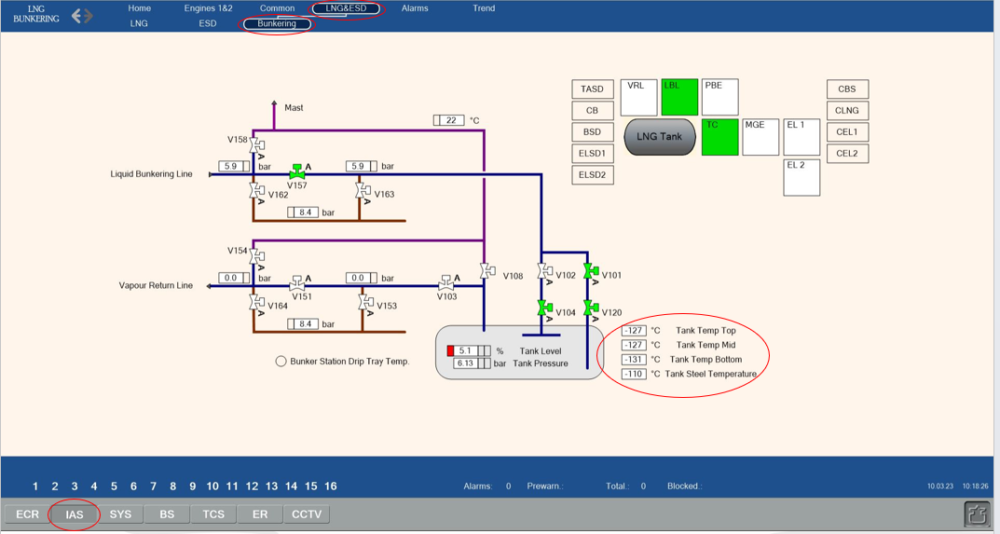 LNG BUNKERING
Home Engines 1&2 Common LNG&ESD Alarms Trend
LNG ESD Bunkering
TASD
CB
BSD
ELSD1
ELSD2
VRL LBL PBE
LNG Tank TC MGE EL 1
EL 2
CBS
CLNG
CEL1
CEL2
Mast
22 °C
V158
A
Liquid Bunkering Line
5.9 bar
A
V157
5.9 bar
V162
A
V163
A
8.4 bar
V154
A
Vapour Return Line
0.0 bar
A
V151
0.0 bar
A
V103
V108
V102
A
V101
A
V164
A
V153
A
V104
A
V120
A
8.4 bar
Bunker Station Drip Tray Temp.
5.1 % Tank Level
6.13 bar Tank Pressure
-127 °C Tank Temp Top
-127 °C Tank Temp Mid
-131 °C Tank Temp Bottom
-110 °C Tank Steel Temperature
1 2 3 4 5 6 7 8 9 10 11 12 13 14 15 16
Alarms: 0 Prewarn.: Total.: 0 Blocked.:
10.03.23 10:18:26
ECR IAS SYS BS TCS ER CCTV